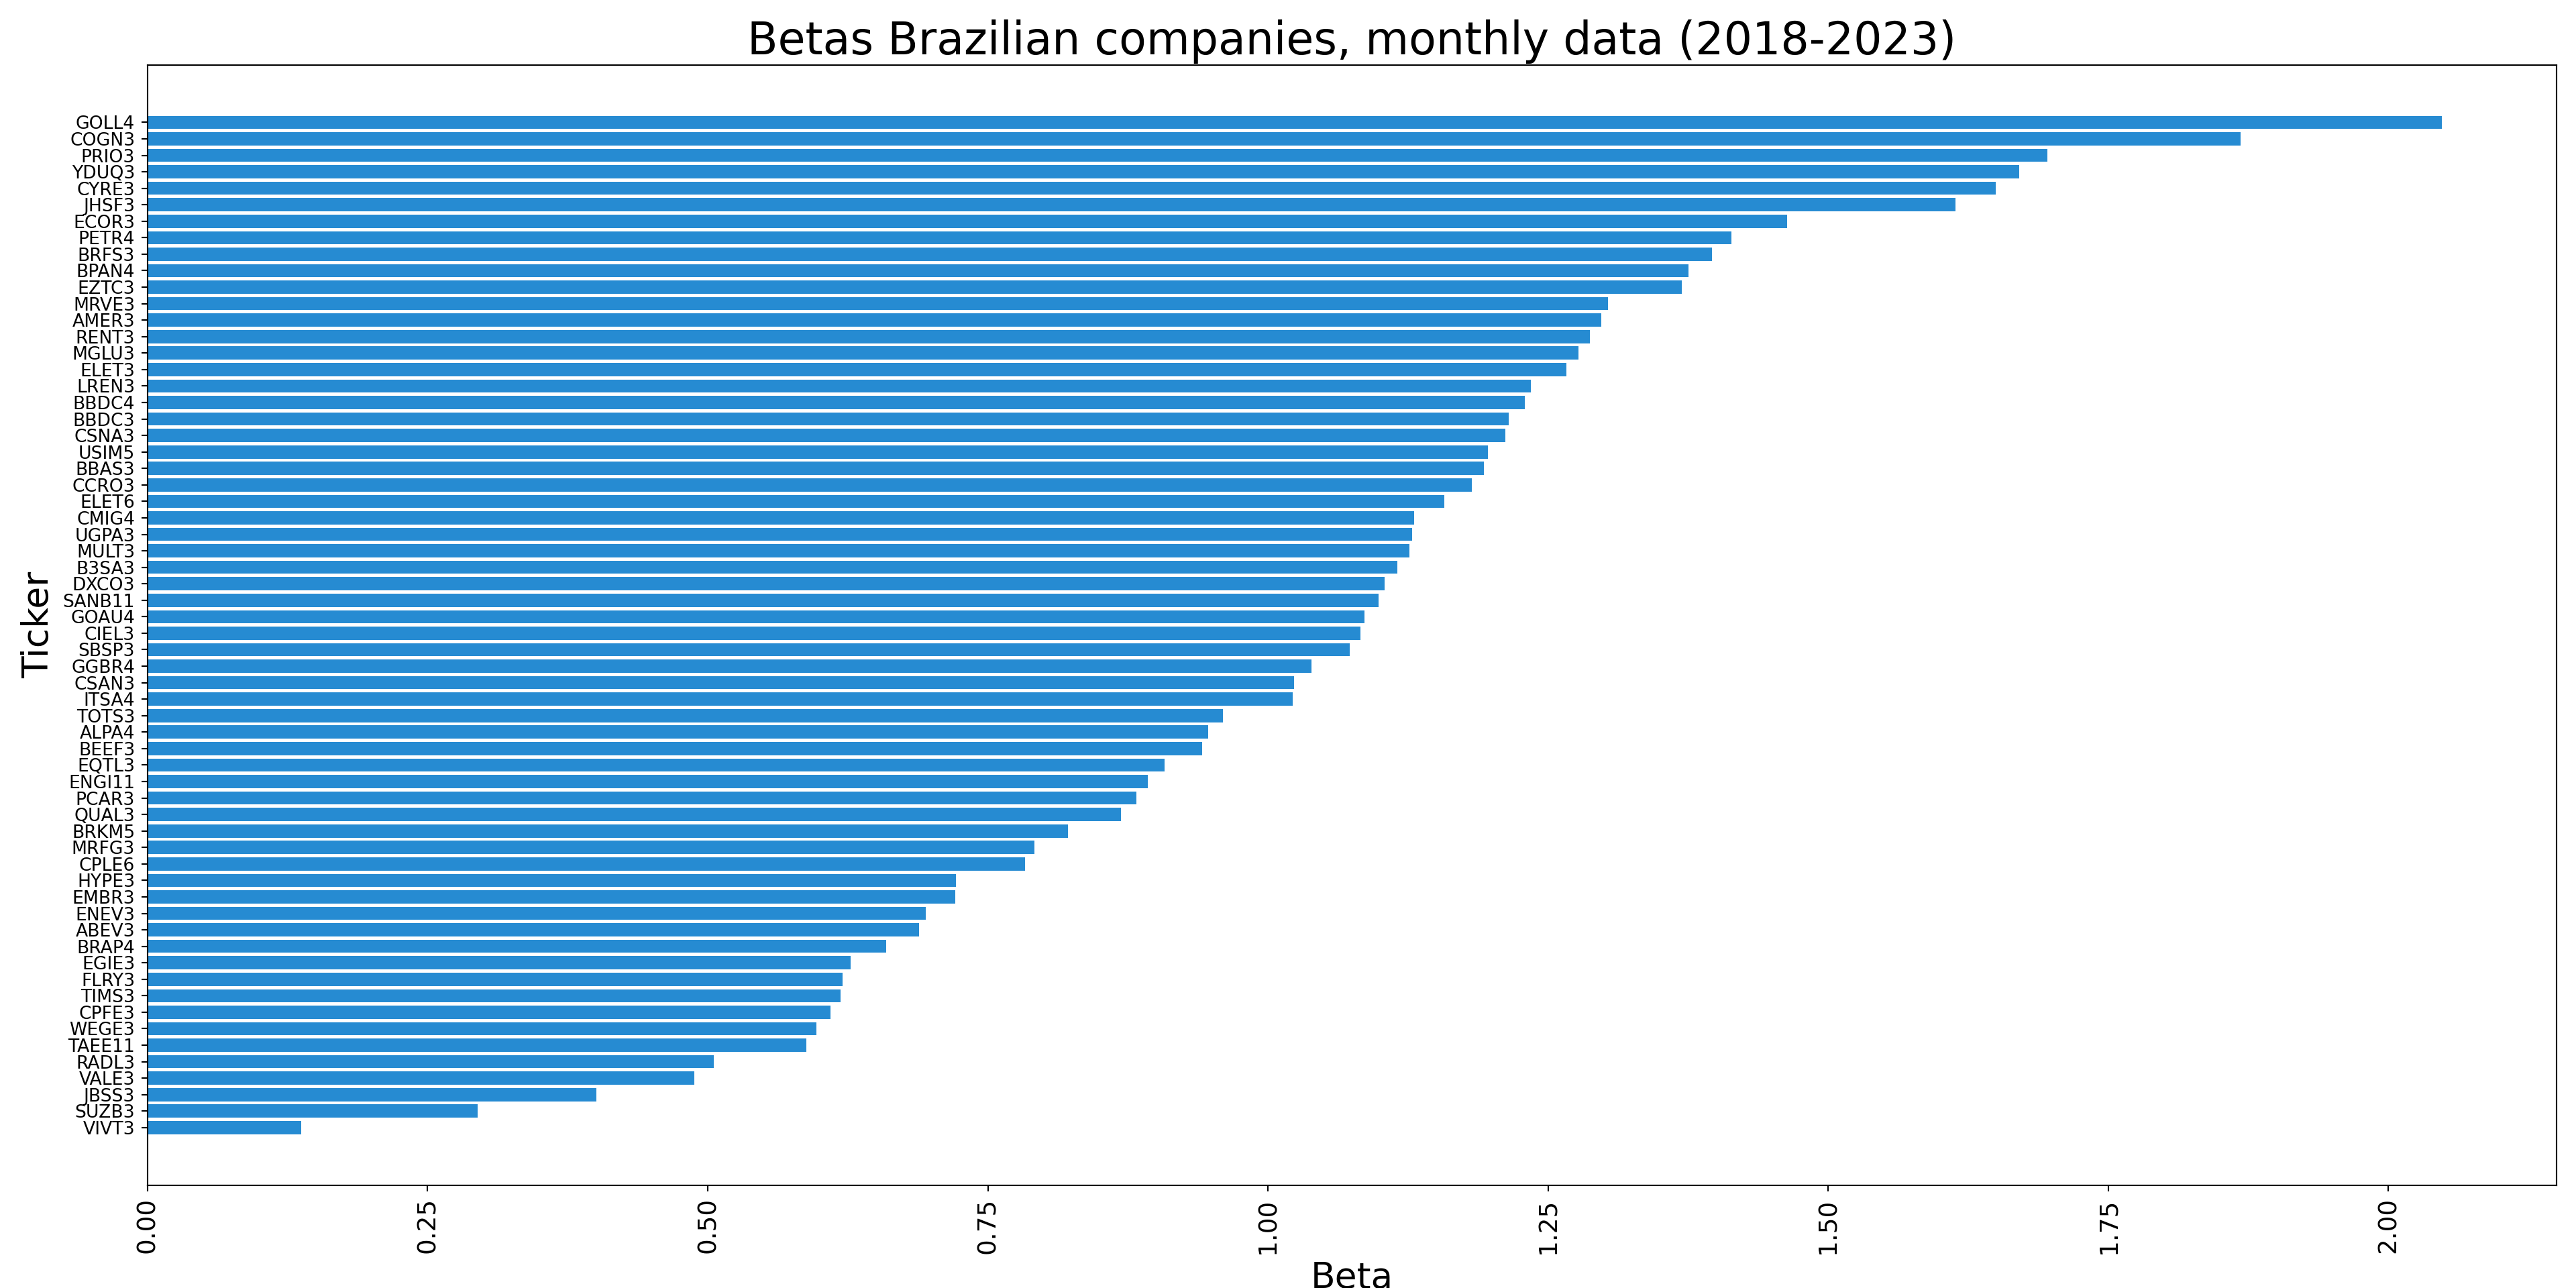 Betas Brazilian companies, monthly data (2018-2023)
Ticker
GOLL4
COGN3
PRIO3
YDUQ3
CYRE3
JHSF3
ECOR3
PETR4
BRFS3
BPAN4
EZTC3
MRVE3
AMER3
RENT3
MGLU3
ELET3
LREN3
BBDC4
BBDC3
CSNA3
USIM5
BBAS3
CCRO3
ELET6
CMIG4
UGPA3
MULT3
B3SA3
DXCO3
SANB11
GOAU4
CIEL3
SBSP3
GGBR4
CSAN3
ITSA4
TOTS3
ALPA4
BEEF3
EQTL3
ENGI11
PCAR3
QUAL3
BRKM5
MRFG3
CPLE6
HYPE3
EMBR3
ENEV3
ABEV3
BRAP4
EGIE3
FLRY3
TIMS3
CPFE3
WEGE3
TAEE11
RADL3
VALE3
JBSS3
SUZB3
VIVT3
0.00 0.25 0.50 0.75 1.00 1.25 1.50 1.75 2.00
Beta